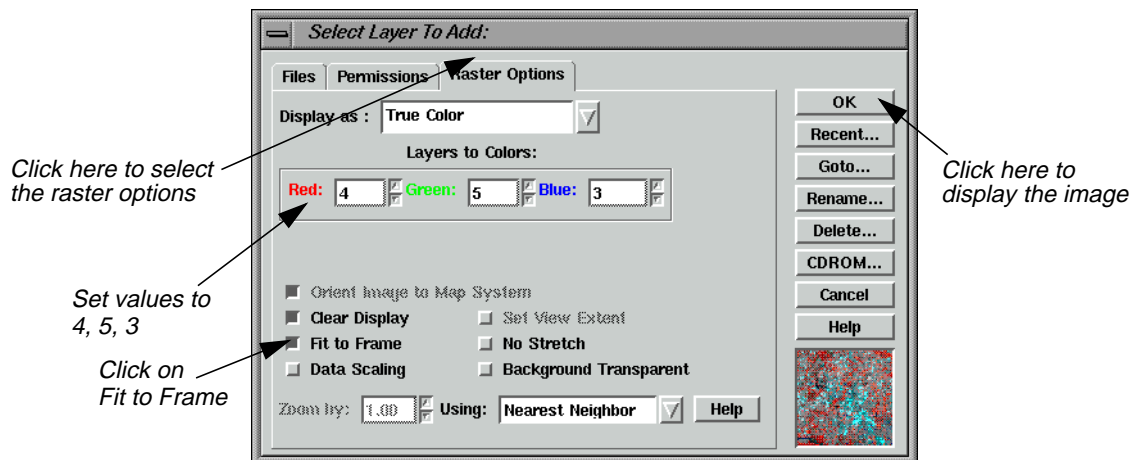 Select Layer To Add:
Files Permissions Raster Options
Display as : True Color
Layers to Colors:
Red: 4 Green: 5 Blue: 3
Orient Image to Map System
Clear Display Set View Extent
Fit to Frame No Stretch
Data Scaling Background Transparent
Zoom by: 1.00 Using: Nearest Neighbor Help
OK
Recent...
Goto...
Rename...
Delete...
CDROM...
Cancel
Help
Click here to select
the raster options
Set values to
4, 5, 3
Click on
Fit to Frame
Click here to
display the image